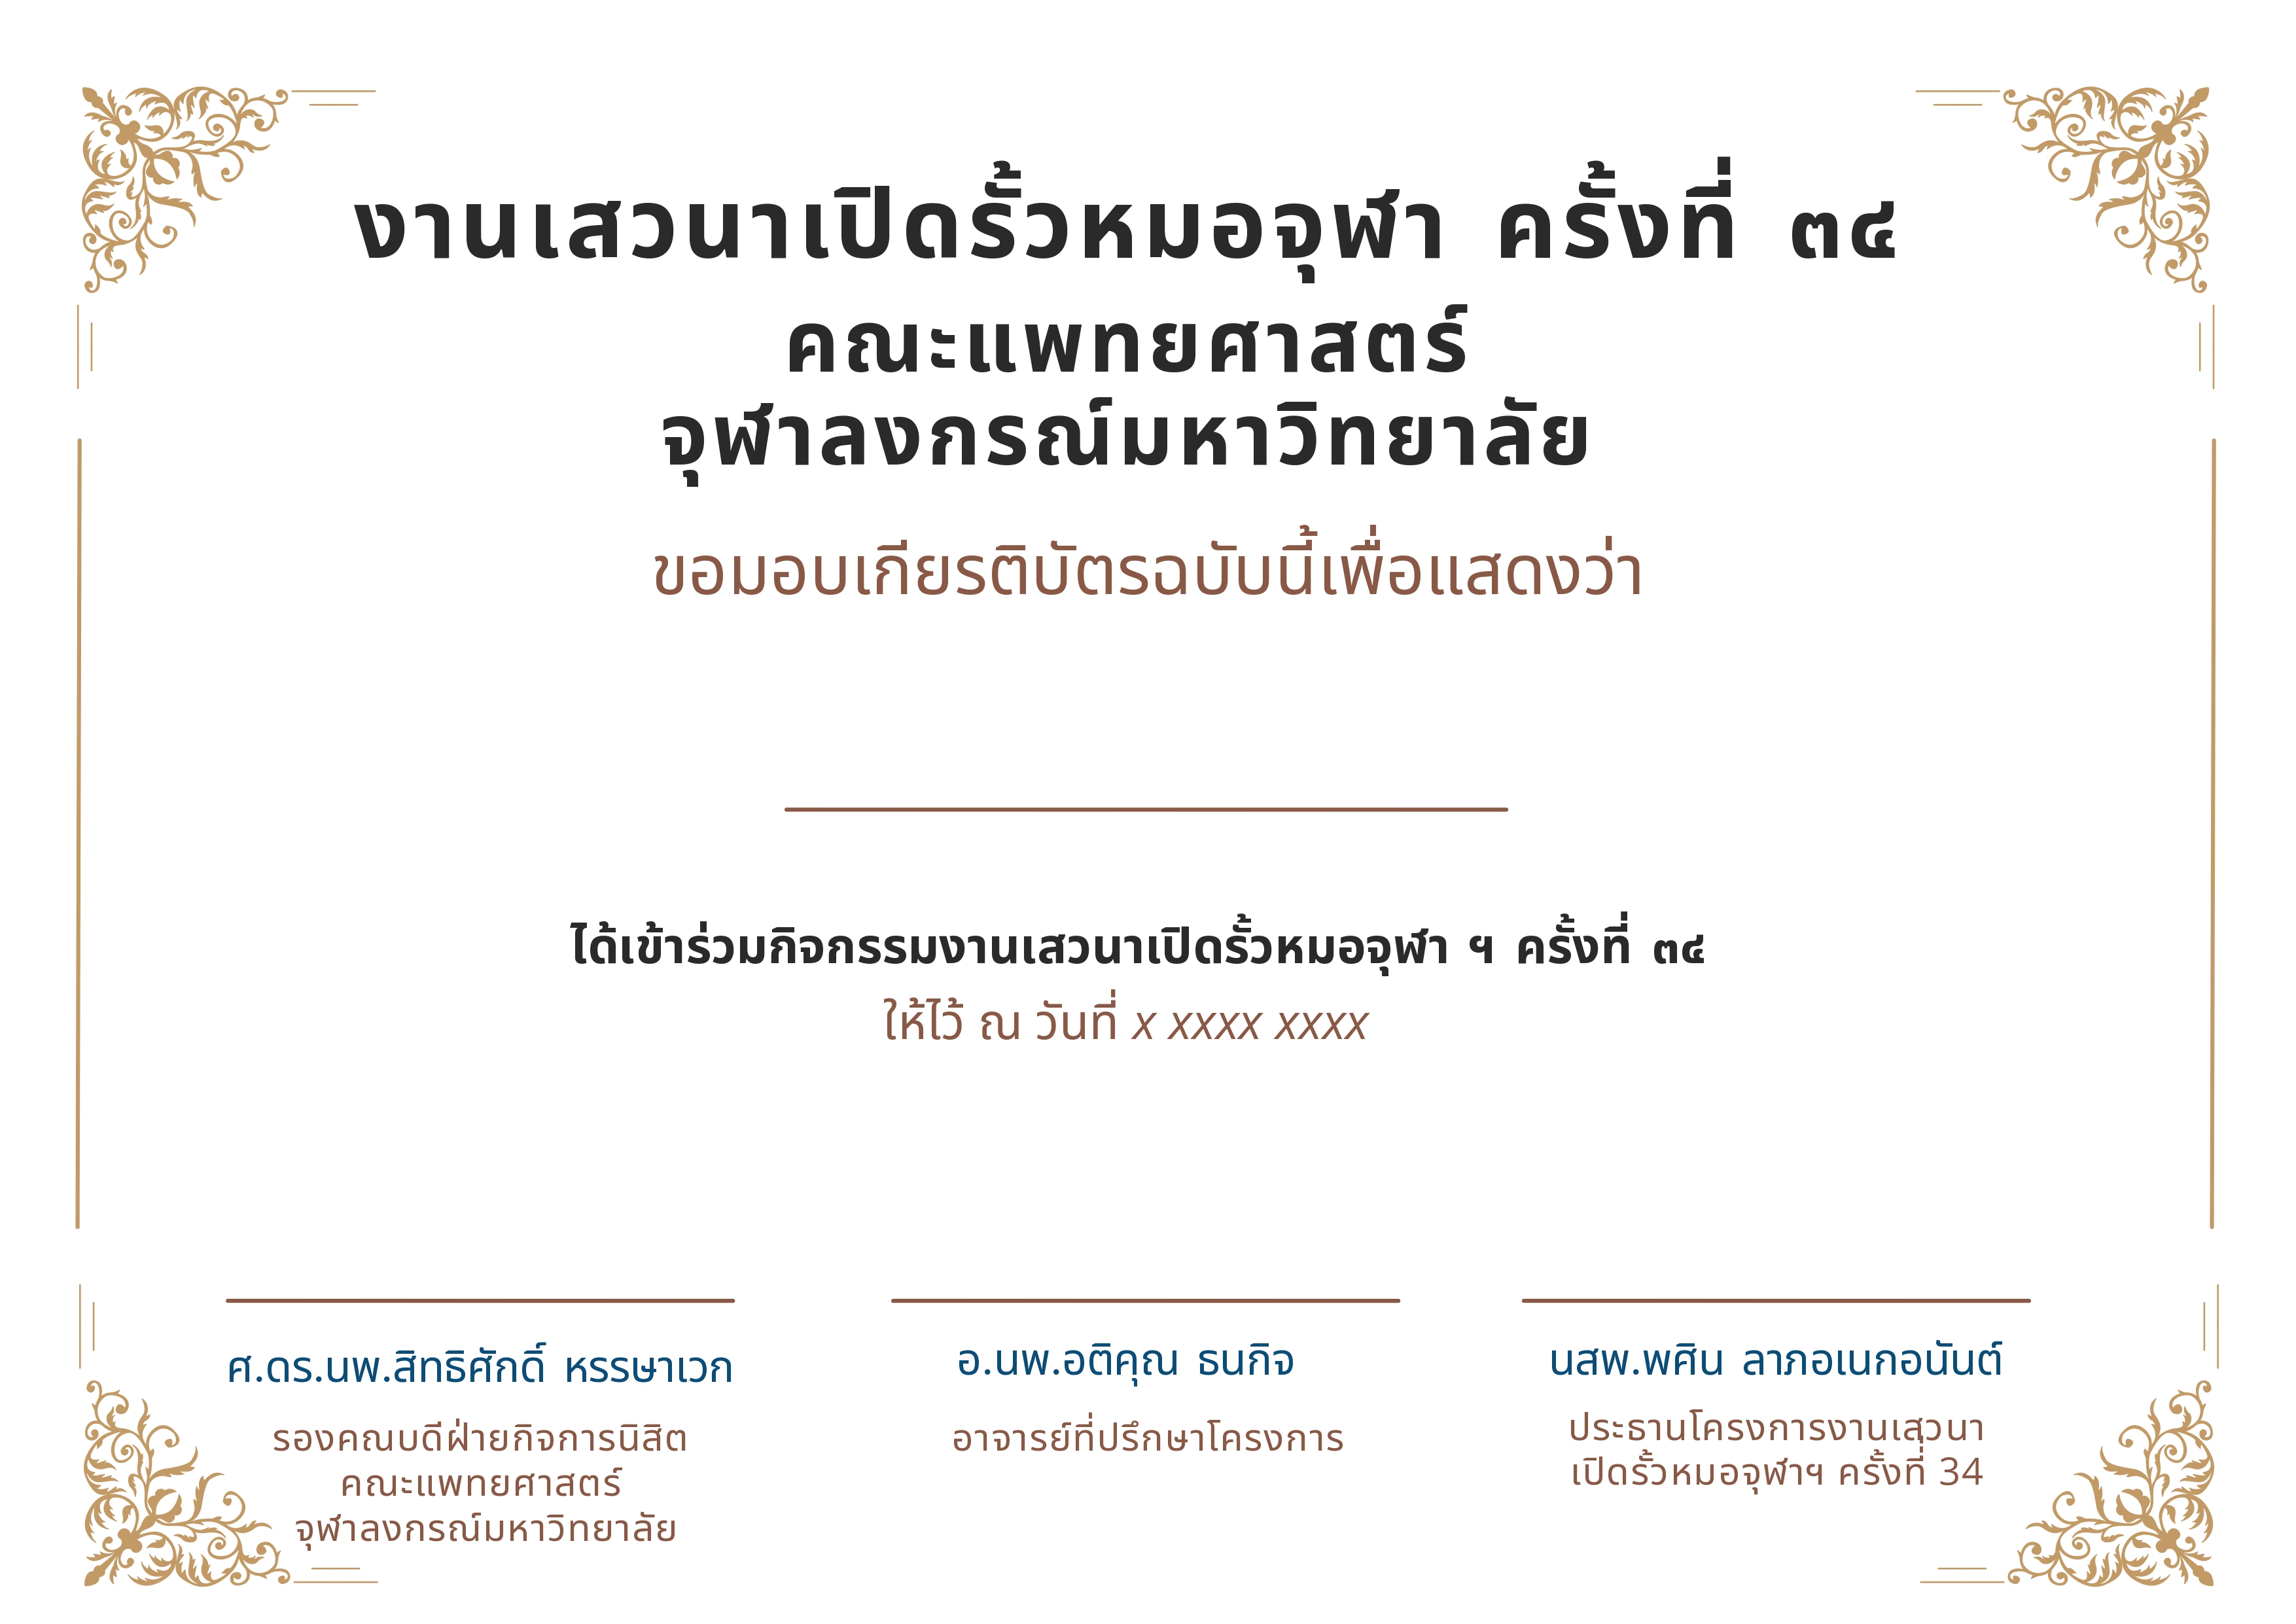 งานเสวนาเปิดรั้วหมอจุฬา ครั้งที่ ๓๔
คณะแพทยศาสตร์
จุฬาลงกรณ์มหาวิทยาลัย
ขอมอบเกียรติบัตรฉบับนี้เพื่อแสดงว่า
ได้เข้าร่วมกิจกรรมงานเสวนาเปิดรั้วหมอจุฬา ฯ ครั้งที่ ๓๔
ให้ไว้ ณ วันที่ x xxxx xxxx
ศ.ดร.นพ.สิทธิศักดิ์ หรรษาเวก
รองคณบดีฝ่ายกิจการนิสิต
คณะแพทยศาสตร์
จุฬาลงกรณ์มหาวิทยาลัย
อ.นพ.อติคุณ ธนกิจ
อาจารย์ที่ปรึกษาโครงการ
นสพ.พศิน ลาภอเนกอนันต์
ประธานโครงการงานเสวนา
เปิดรั้วหมอจุฬาฯ ครั้งที่ 34